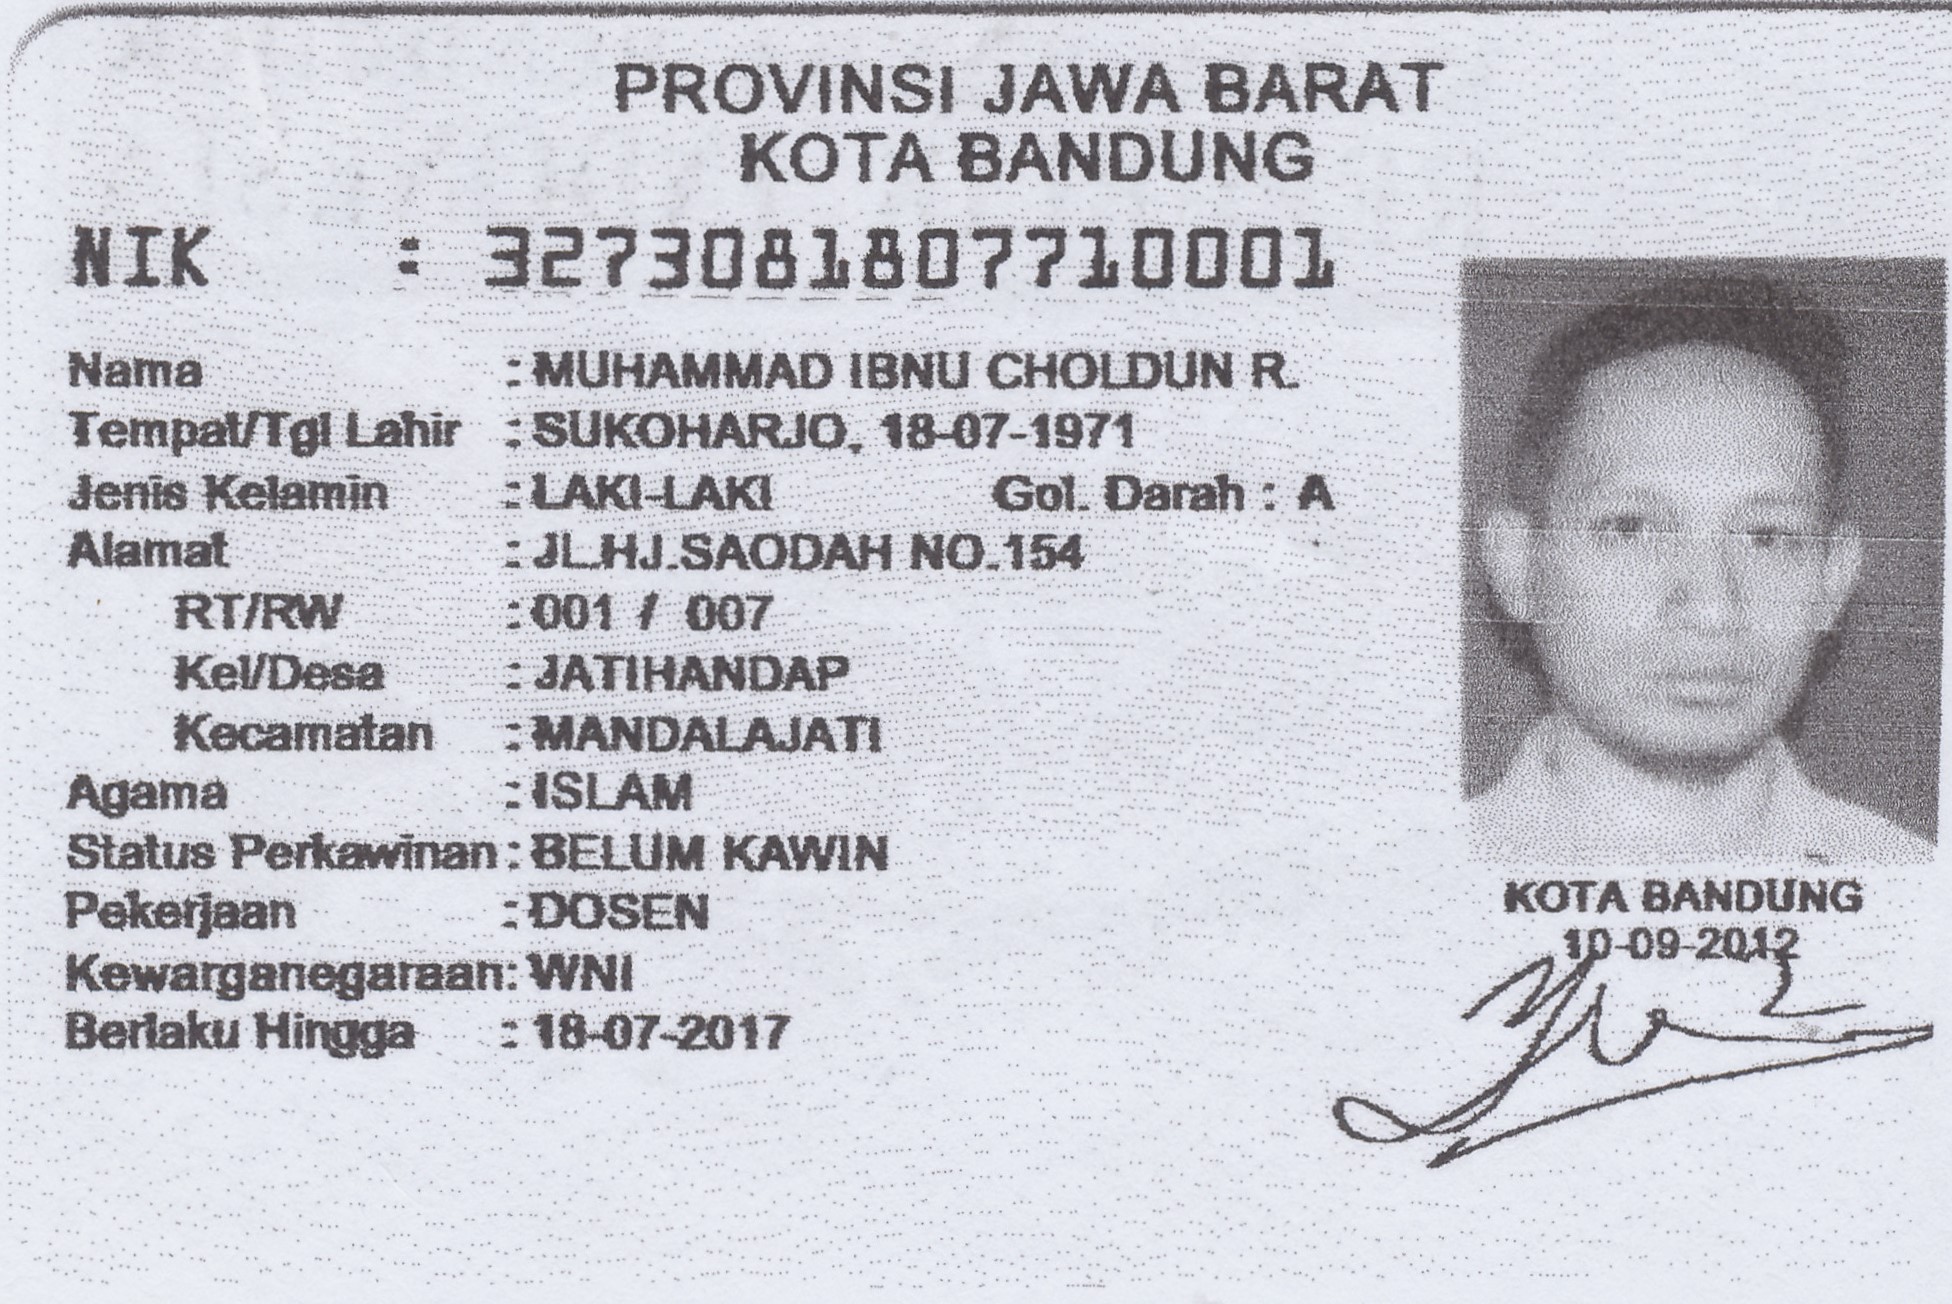 PROVINSI JAWA BARAT
KOTA BANDUNG
NIK : 3273081807710001
Nama : MUHAMMAD IBNU CHOLDUN R.
Tempat/Tgl Lahir : SUKOHARJO, 18-07-1971
Jenis Kelamin : LAKI-LAKI Gol. Darah : A
Alamat : JL.HJ.SAODAH NO.154
RT/RW : 001 / 007
Kel/Desa : JATIHANDAP
Kecamatan : MANDALAJATI
Agama : ISLAM
Status Perkawinan : BELUM KAWIN
Pekerjaan : DOSEN
Kewarganegaraan : WNI
Berlaku Hingga : 18-07-2017
KOTA BANDUNG
10-09-2012